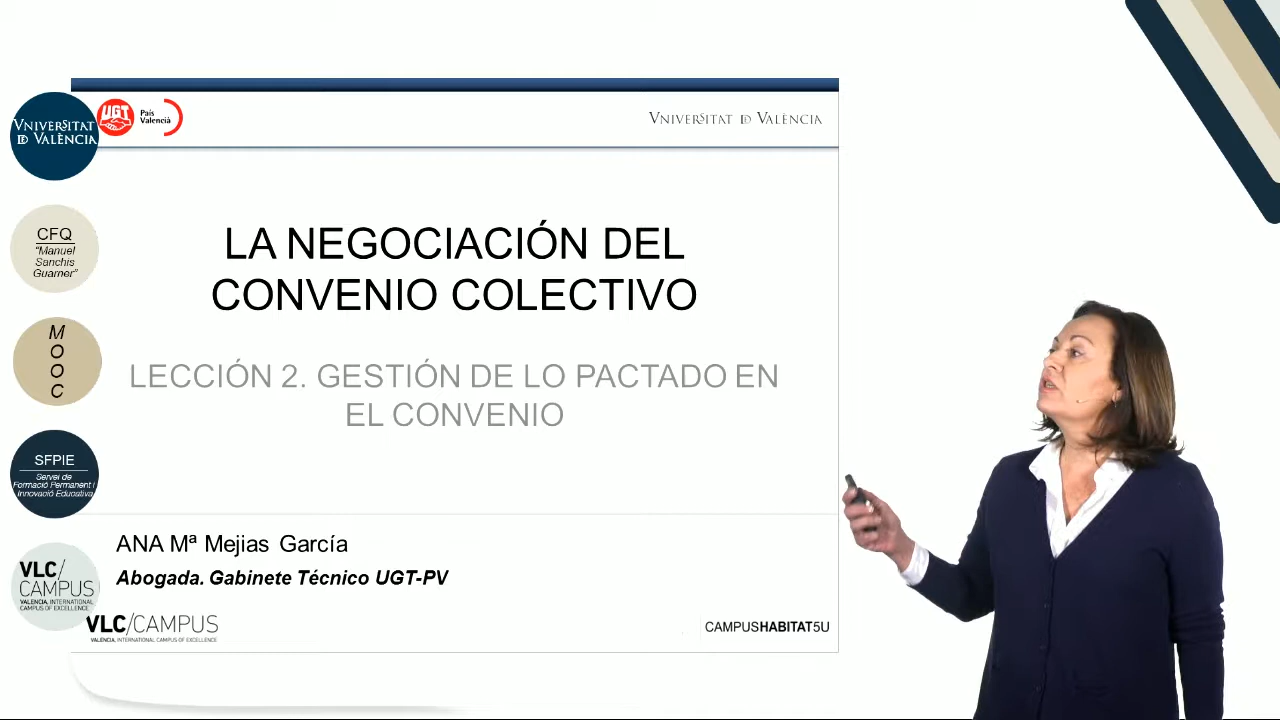 VNIVERSITAT
ID VALÈNCIA
CFQ
"Manuel
Sanchis
Guarner"
M
O
O
C
SFPIE
Servei de
Formació Permanent i
Innovació Educativa
VLC/
CAMPUS
VALENCIA, INTERNATIONAL
CAMPUS OF EXCELLENCE
UGT
País
Valencià
VNIVERSITAT ID VALÈNCIA
LA NEGOCIACIÓN DEL
CONVENIO COLECTIVO
LECCIÓN 2. GESTIÓN DE LO PACTADO EN
EL CONVENIO
ANA Mª Mejias García
Abogada. Gabinete Técnico UGT-PV
VLC/CAMPUS
VALENCIA, INTERNATIONAL CAMPUS OF EXCELLENCE
CAMPUSHABITAT5U